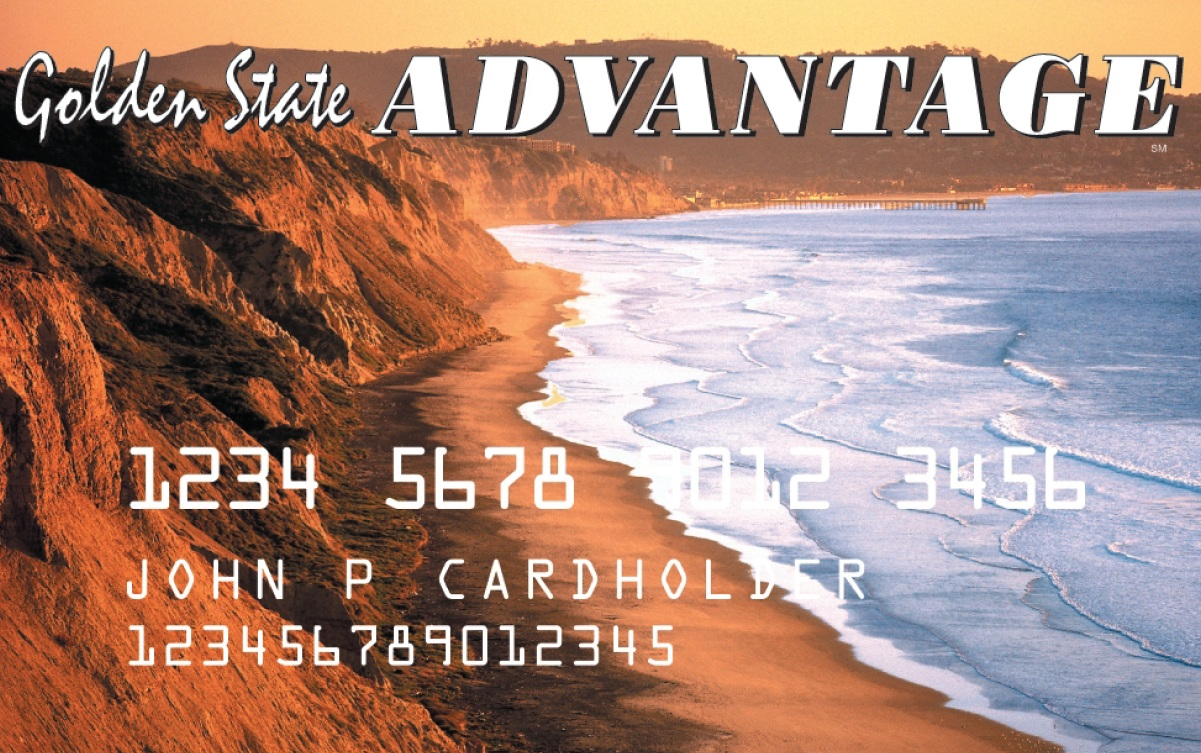 Golden State ADVANTAGE
SM
1234 5678 9012 3456
JOHN P CARDHOLDER
123456789012345